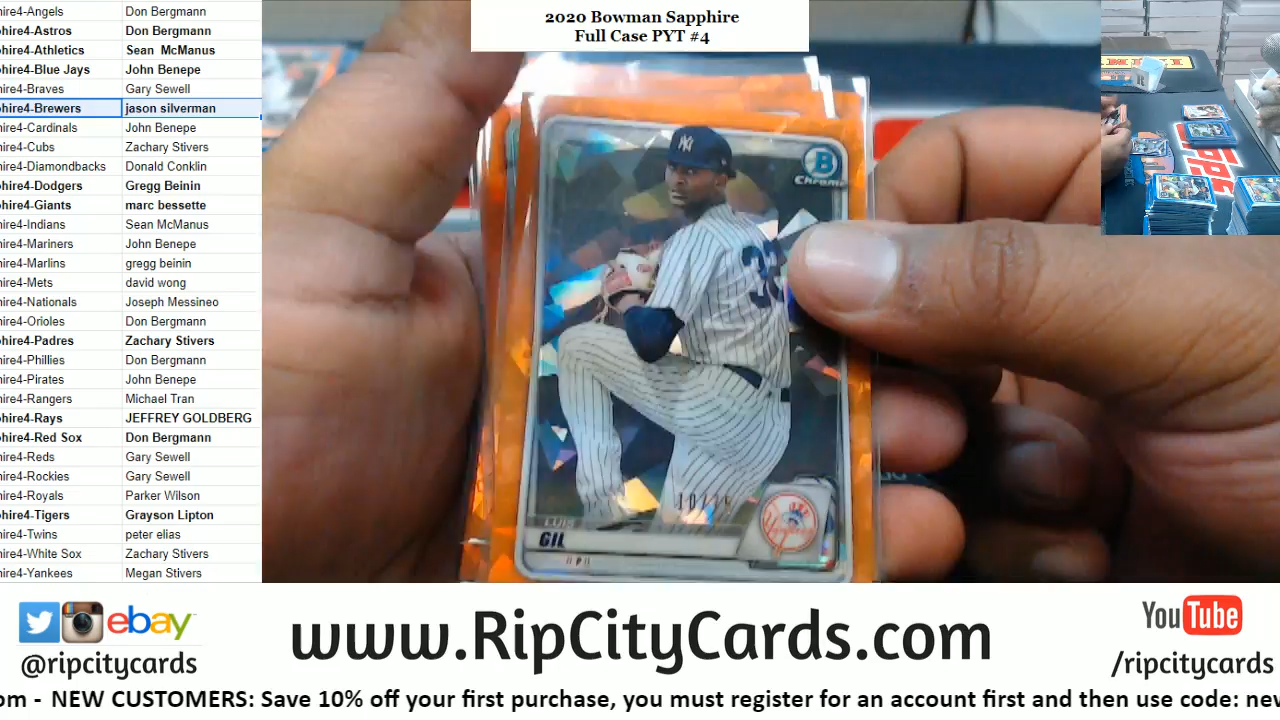 2020 Bowman Sapphire
Full Case PYT #4
hire4-Angels Don Bergmann
hire4-Astros Don Bergmann
hire4-Athletics Sean McManus
hire4-Blue Jays John Benepe
hire4-Braves Gary Sewell
hire4-Brewers jason silverman
hire4-Cardinals John Benepe
hire4-Cubs Zachary Stivers
hire4-Diamondbacks Donald Conklin
hire4-Dodgers Gregg Beinin
hire4-Giants marc bessette
hire4-Indians Sean McManus
hire4-Mariners John Benepe
hire4-Marlins gregg beinin
hire4-Mets david wong
hire4-Nationals Joseph Messineo
hire4-Orioles Don Bergmann
hire4-Padres Zachary Stivers
hire4-Phillies Don Bergmann
hire4-Pirates John Benepe
hire4-Rangers Michael Tran
hire4-Rays JEFFREY GOLDBERG
hire4-Red Sox Don Bergmann
hire4-Reds Gary Sewell
hire4-Rockies Gary Sewell
hire4-Royals Parker Wilson
hire4-Tigers Grayson Lipton
hire4-Twins peter elias
hire4-White Sox Zachary Stivers
hire4-Yankees Megan Stivers
NY
B
Chrome
LUIS
GIL
ebay
@ripcitycards
www.RipCityCards.com
YouTube
/ripcitycards
om - NEW CUSTOMERS: Save 10% off your first purchase, you must register for an account first and then use code: new